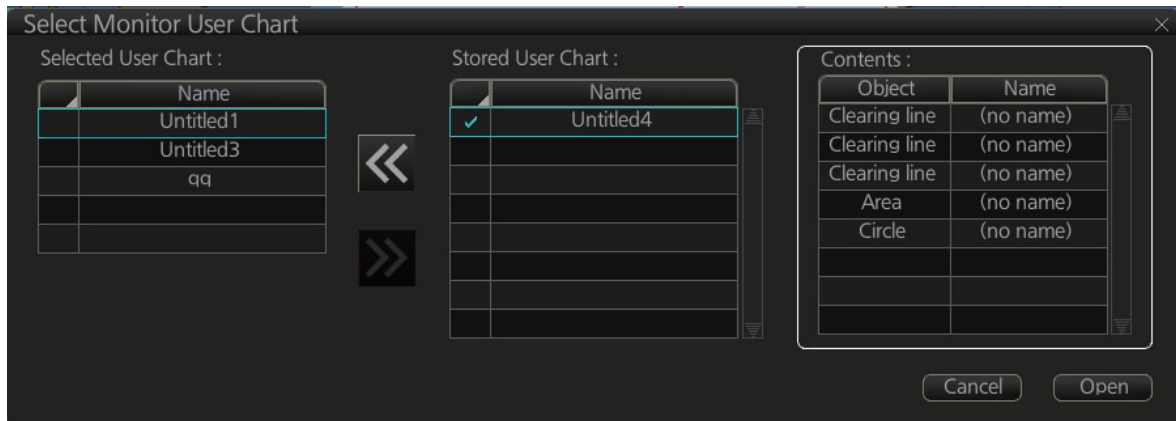 Select Monitor User Chart
Selected User Chart :
Name
Untitled1
Untitled3
qq
Stored User Chart :
Name
Untitled4
Contents :
Object Name
Clearing line (no name)
Clearing line (no name)
Clearing line (no name)
Area (no name)
Circle (no name)
Cancel Open